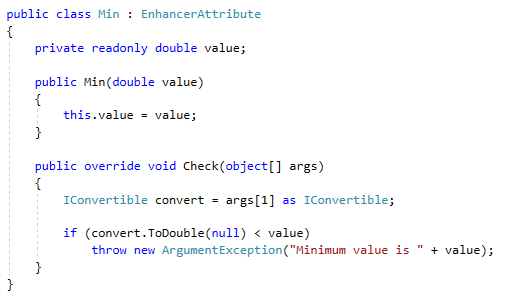 public class Min : EnhancerAttribute
{
    private readonly double value;

    public Min(double value)
    {
        this.value = value;
    }

    public override void Check(object[] args)
    {
        IConvertible convert = args[1] as IConvertible;

        if (convert.ToDouble(null) < value)
            throw new ArgumentException("Minimum value is " + value);
    }
}